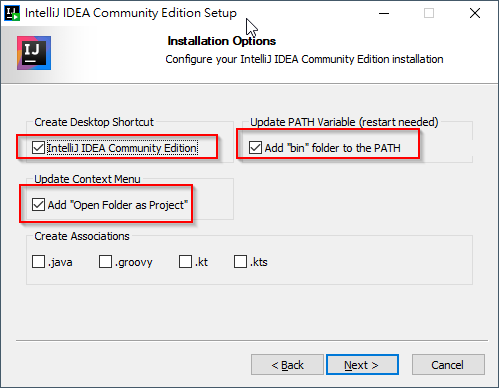 IntelliJ IDEA Community Edition Setup
Installation Options
Configure your IntelliJ IDEA Community Edition installation
IJ
Create Desktop Shortcut
Update PATH Variable (restart needed)
IntelliJ IDEA Community Edition
Add "bin" folder to the PATH
Update Context Menu
Add "Open Folder as Project"
Create Associations
.java .groovy .kt .kts
< Back Next > Cancel